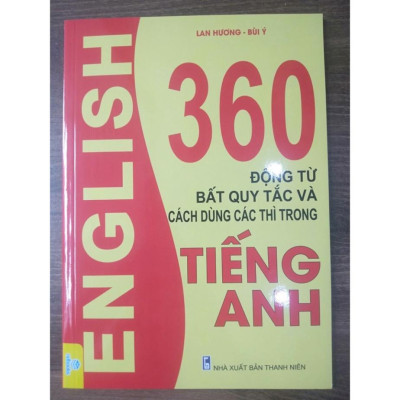 LAN HƯƠNG - BÙI Ý
ENGLISH
360
ĐỘNG TỪ
BẤT QUY TẮC VÀ
CÁCH DÙNG CÁC THÌ TRONG
TIẾNG
ANH
NHÀ XUẤT BẢN THANH NIÊN